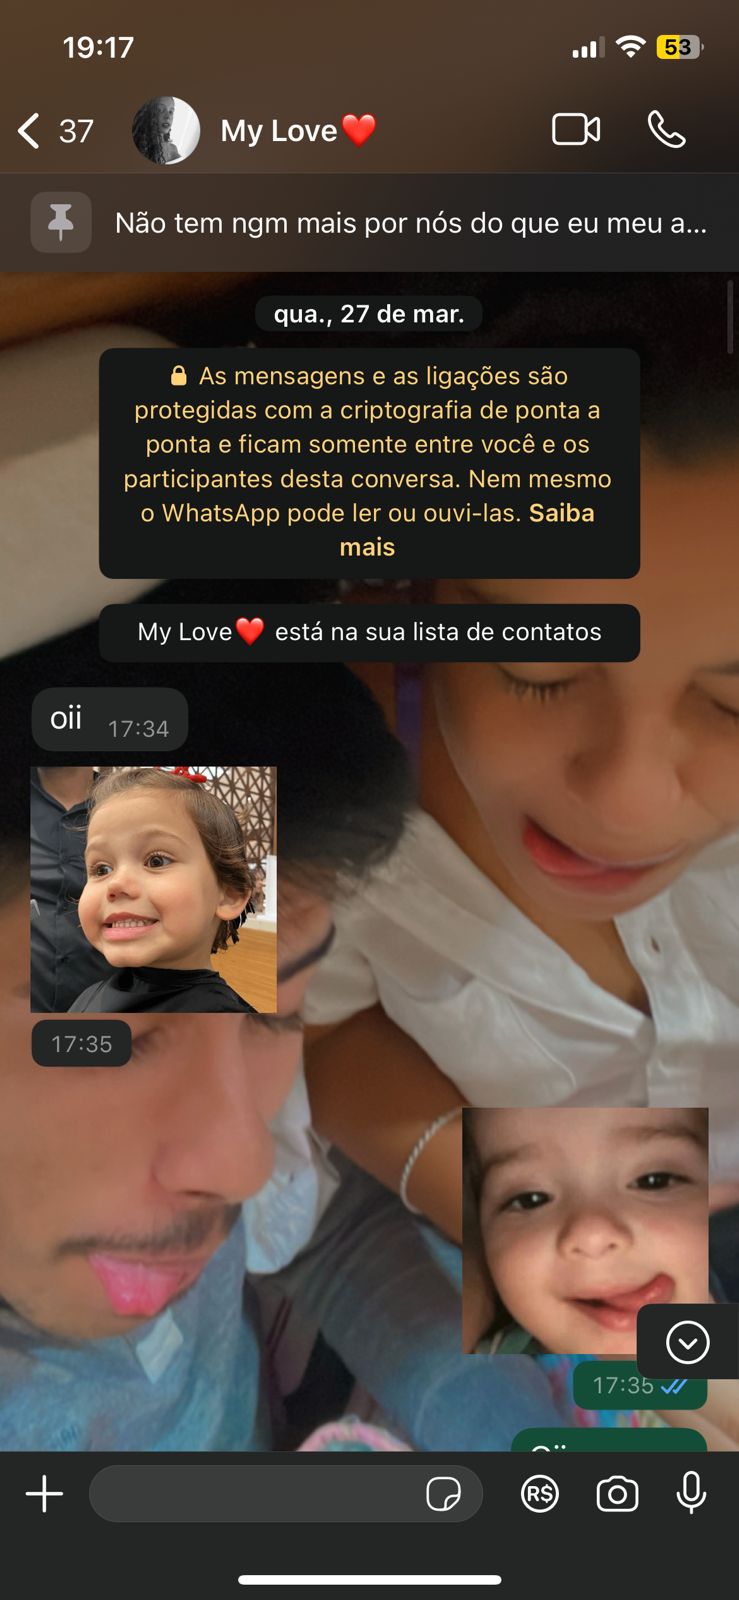 19:17
53
37
My Love❤️
Não tem ngm mais por nós do que eu meu a...
qua., 27 de mar.
As mensagens e as ligações são
protegidas com a criptografia de ponta a
ponta e ficam somente entre você e os
participantes desta conversa. Nem mesmo
o WhatsApp pode ler ou ouvi-las. Saiba
mais
My Love❤️ está na sua lista de contatos
oii 17:34
17:35
17:35
R$